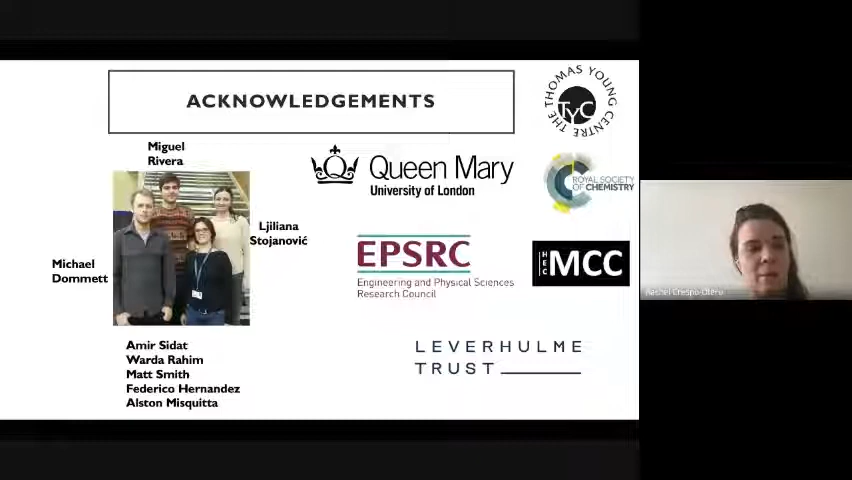 ACKNOWLEDGEMENTS
THE THOMAS YOUNG CENTRE
TYC
Miguel
Rivera
Queen Mary
University of London
ROYAL SOCIETY
OF CHEMISTRY
Ljiliana
Stojanović
Michael
Dommett
EPSRC
Engineering and Physical Sciences
Research Council
HEC
MCC
Amir Sidat
Warda Rahim
Matt Smith
Federico Hernandez
Alston Misquitta
LEVERHULME
TRUST
Rachel Crespo-Otero